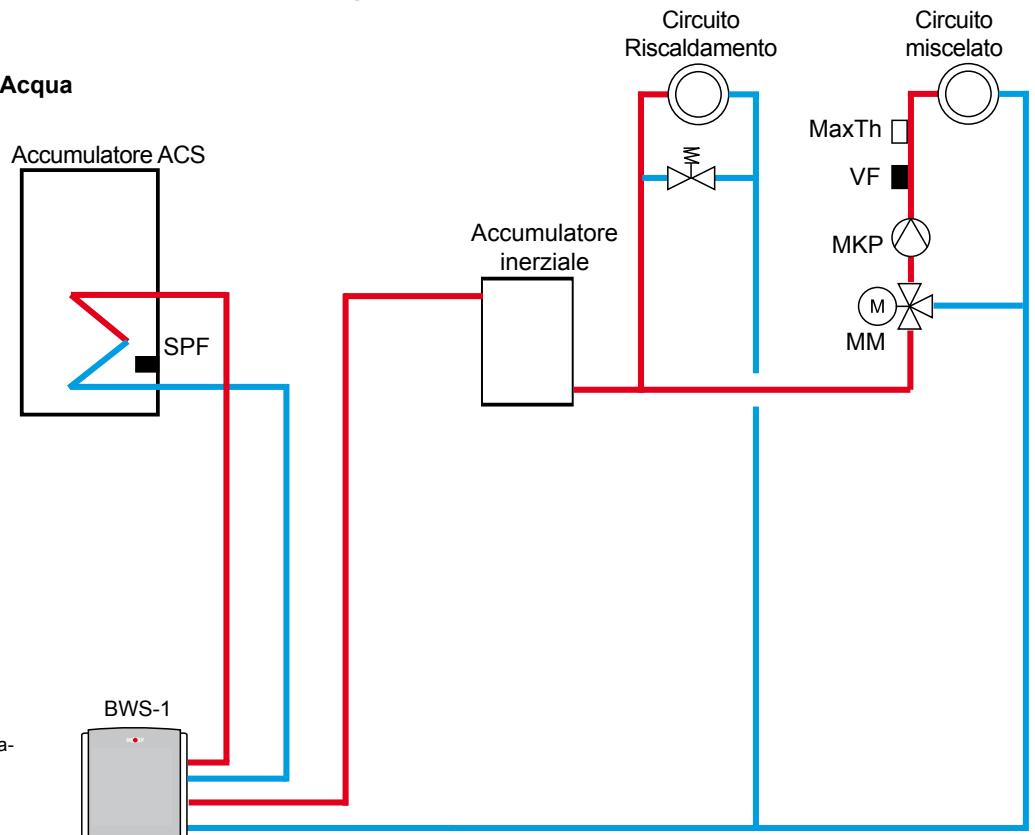 Circuito
Riscaldamento
Circuito
miscelato
Acqua
MaxTh
Accumulatore ACS
VF
Accumulatore
inerziale
MKP
M
MM
SPF
BWS-1
a-